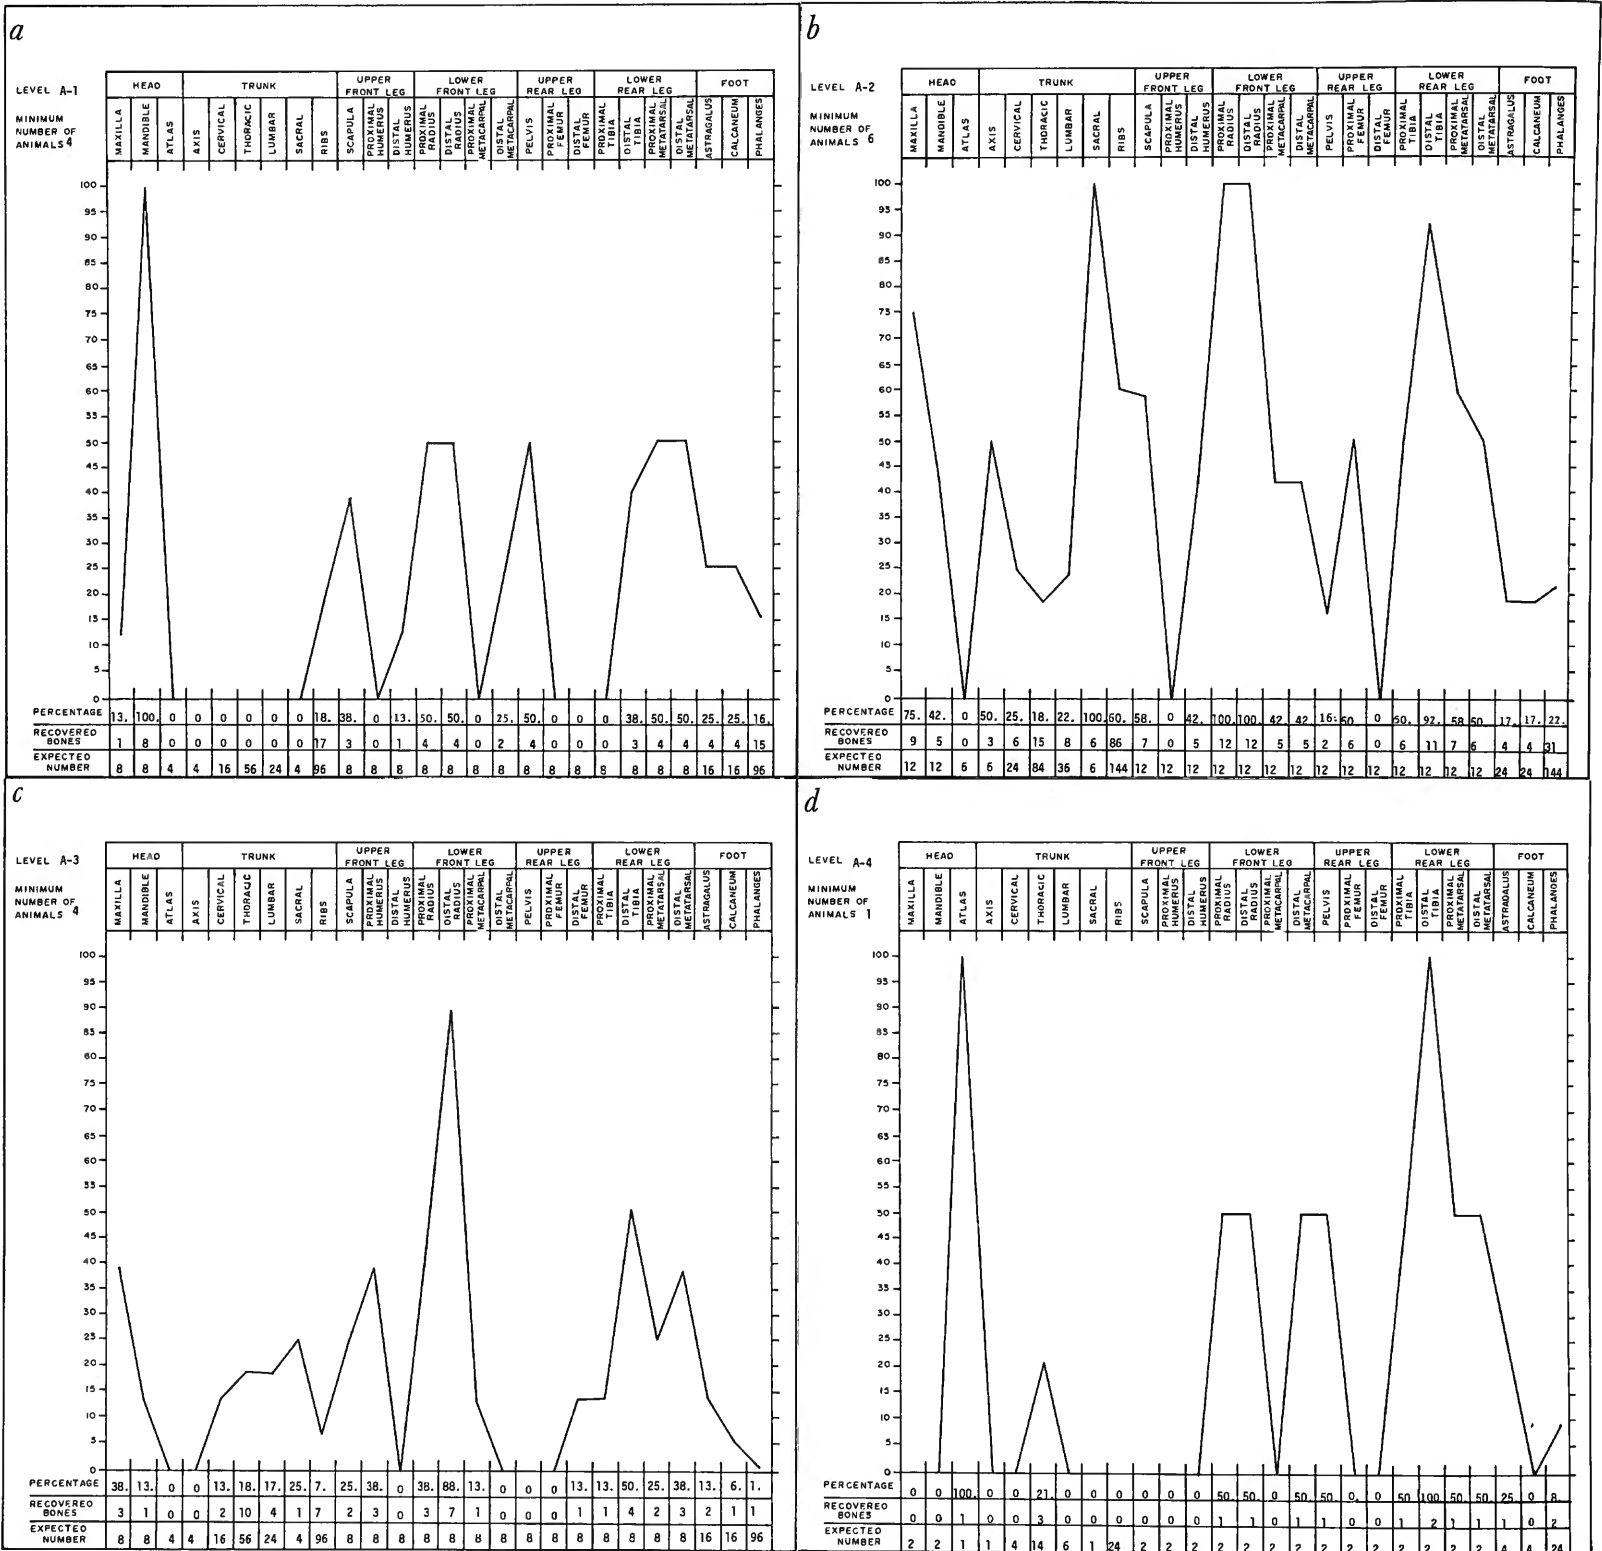 a
LEVEL A-1
MINIMUM NUMBER OF ANIMALS 4
HEAD TRUNK UPPER FRONT LEG LOWER FRONT LEG UPPER REAR LEG LOWER REAR LEG FOOT
MAXILLA MANDIBLE ATLAS AXIS CERVICAL THORACIC LUMBAR SACRAL RIBS SCAPULA PROXIMAL HUMERUS DISTAL HUMERUS PROXIMAL RADIUS DISTAL RADIUS PROXIMAL METACARPAL DISTAL METACARPAL PELVIS PROXIMAL FEMUR DISTAL FEMUR PROXIMAL TIBIA DISTAL TIBIA PROXIMAL METATARSAL DISTAL METATARSAL ASTRAGALUS CALCANEUM PHALANGES
100
95
90
85
80
75
70
65
60
55
50
45
40
35
30
25
20
15
10
5
0
PERCENTAGE 13. 100. 0 0 0 0 0 0 18. 38. 0 13. 50. 50. 0 25. 50. 0 0 0 38. 50. 50. 25. 25. 16.
RECOVERED BONES 1 8 0 0 0 0 0 0 17 3 0 1 4 4 0 2 4 0 0 0 3 4 4 4 4 15
EXPECTED NUMBER 8 8 4 4 16 56 24 4 96 8 8 8 8 8 8 8 8 8 8 8 8 8 8 16 16 96
b
LEVEL A-2
MINIMUM NUMBER OF ANIMALS 6
HEAD TRUNK UPPER FRONT LEG LOWER FRONT LEG UPPER REAR LEG LOWER REAR LEG FOOT
MAXILLA MANDIBLE ATLAS AXIS CERVICAL THORACIC LUMBAR SACRAL RIBS SCAPULA PROXIMAL HUMERUS DISTAL HUMERUS PROXIMAL RADIUS DISTAL RADIUS PROXIMAL METACARPAL DISTAL METACARPAL PELVIS PROXIMAL FEMUR DISTAL FEMUR PROXIMAL TIBIA DISTAL TIBIA PROXIMAL METATARSAL DISTAL METATARSAL ASTRAGALUS CALCANEUM PHALANGES
100
95
90
85
80
75
70
65
60
55
50
45
40
35
30
25
20
15
10
5
0
PERCENTAGE 75. 42. 0 50. 25. 18. 22. 100. 60. 58. 0 42. 100. 100. 42. 42. 16. 50. 0 50. 92. 58 50. 17. 17. 22.
RECOVERED BONES 9 5 0 3 6 15 8 6 86 7 0 5 12 12 5 5 2 6 0 6 11 7 6 4 4 31
EXPECTED NUMBER 12 12 6 6 24 84 36 6 144 12 12 12 12 12 12 12 12 12 12 12 12 12 12 24 24 144
c
LEVEL A-3
MINIMUM NUMBER OF ANIMALS 4
HEAD TRUNK UPPER FRONT LEG LOWER FRONT LEG UPPER REAR LEG LOWER REAR LEG FOOT
MAXILLA MANDIBLE ATLAS AXIS CERVICAL THORACIC LUMBAR SACRAL RIBS SCAPULA PROXIMAL HUMERUS DISTAL HUMERUS PROXIMAL RADIUS DISTAL RADIUS PROXIMAL METACARPAL DISTAL METACARPAL PELVIS PROXIMAL FEMUR DISTAL FEMUR PROXIMAL TIBIA DISTAL TIBIA PROXIMAL METATARSAL DISTAL METATARSAL ASTRAGALUS CALCANEUM PHALANGES
100
95
90
85
80
75
70
65
60
55
50
45
40
35
30
25
20
15
10
5
0
PERCENTAGE 38. 13. 0 0 13. 18. 17. 25. 7. 25. 38. 0 38. 88. 13. 0 0 0 13. 13. 50. 25. 38. 13. 6. 1.
RECOVERED BONES 3 1 0 0 2 10 4 1 7 2 3 0 3 7 1 0 0 0 1 1 4 2 3 2 1 1
EXPECTED NUMBER 8 8 4 4 16 56 24 4 96 8 8 8 8 8 8 8 8 8 8 8 8 8 8 16 16 96
d
LEVEL A-4
MINIMUM NUMBER OF ANIMALS 1
HEAD TRUNK UPPER FRONT LEG LOWER FRONT LEG UPPER REAR LEG LOWER REAR LEG FOOT
MAXILLA MANDIBLE ATLAS AXIS CERVICAL THORACIC LUMBAR SACRAL RIBS SCAPULA PROXIMAL HUMERUS DISTAL HUMERUS PROXIMAL RADIUS DISTAL RADIUS PROXIMAL METACARPAL DISTAL METACARPAL PELVIS PROXIMAL FEMUR DISTAL FEMUR PROXIMAL TIBIA DISTAL TIBIA PROXIMAL METATARSAL DISTAL METATARSAL ASTRAGALUS CALCANEUM PHALANGES
100
95
90
85
80
75
70
65
60
55
50
45
40
35
30
25
20
15
10
5
0
PERCENTAGE 0 0 100. 0 0 21. 0 0 0 0 0 0 50. 50. 0 50. 50. 0 0 50 100. 50. 50. 25. 0 8.
RECOVERED BONES 0 0 1 0 0 3 0 0 0 0 0 0 1 1 0 1 1 0 0 1 2 1 1 1 0 2
EXPECTED NUMBER 2 2 1 1 4 14 6 1 24 2 2 2 2 2 2 2 2 2 2 2 2 2 2 4 4 24